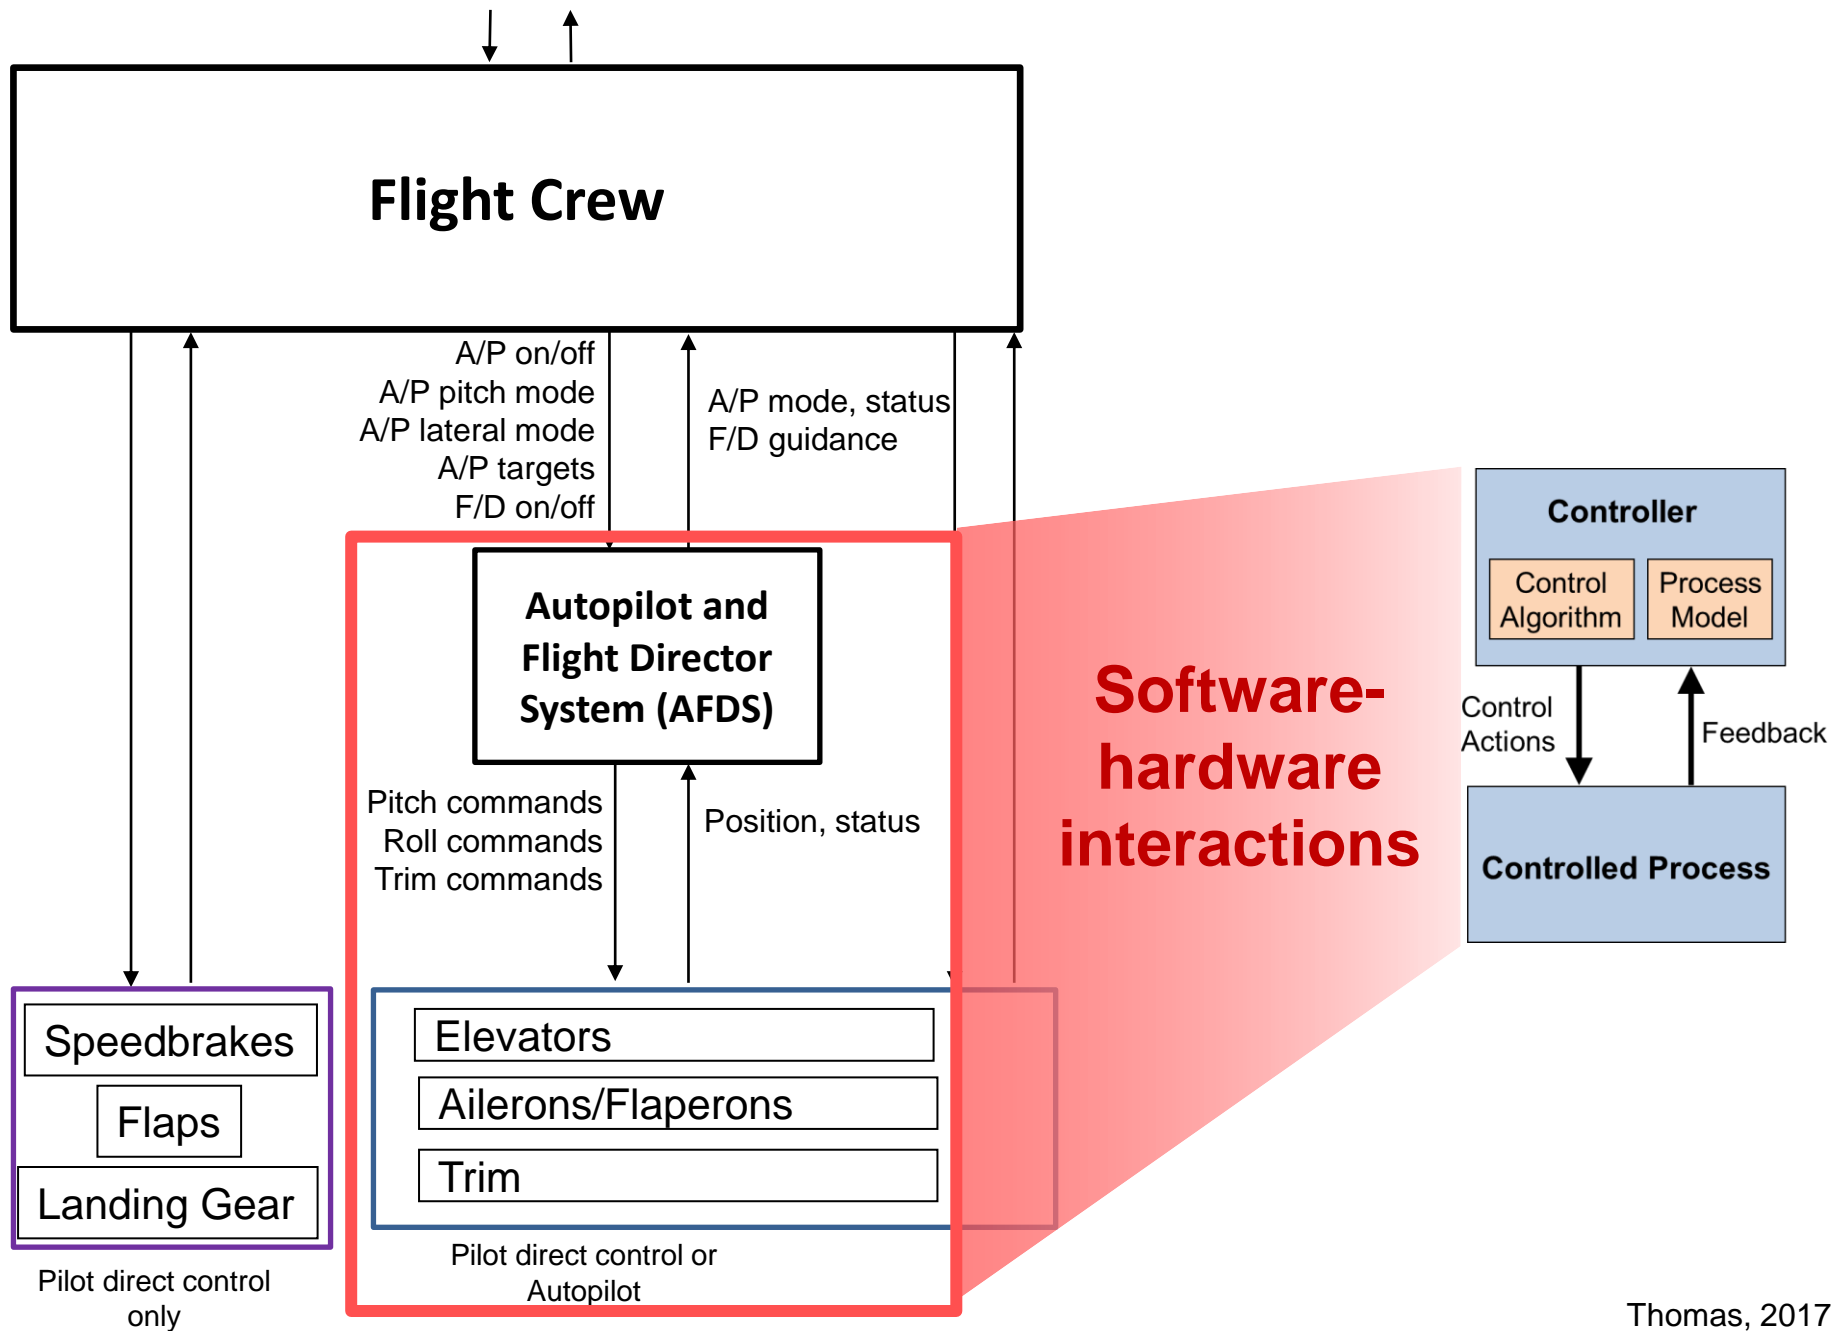 Flight Crew
A/P on/off
A/P pitch mode
A/P lateral mode
A/P targets
F/D on/off
A/P mode, status
F/D guidance
Autopilot and
Flight Director
System (AFDS)
Pitch commands
Roll commands
Trim commands
Position, status
Speedbrakes
Flaps
Landing Gear
Pilot direct control
only
Elevators
Ailerons/Flaperons
Trim
Pilot direct control or
Autopilot
Software-
hardware
interactions
Controller
Control
Algorithm
Process
Model
Control
Actions
Feedback
Controlled Process
Thomas, 2017